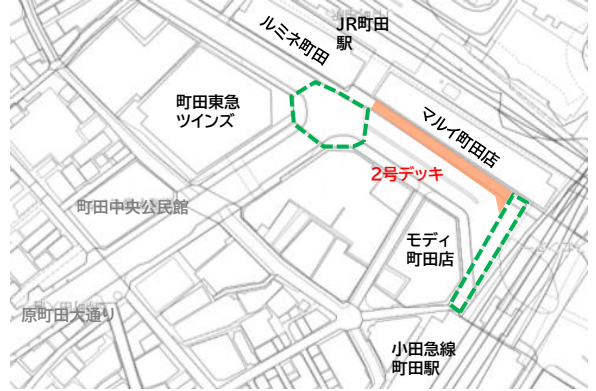 JR町田
駅
ルミネ町田
町田東急
ツインズ
マルイ町田店
2号デッキ
町田中央公民館
モディ
町田店
原町田大通り
小田急線
町田駅